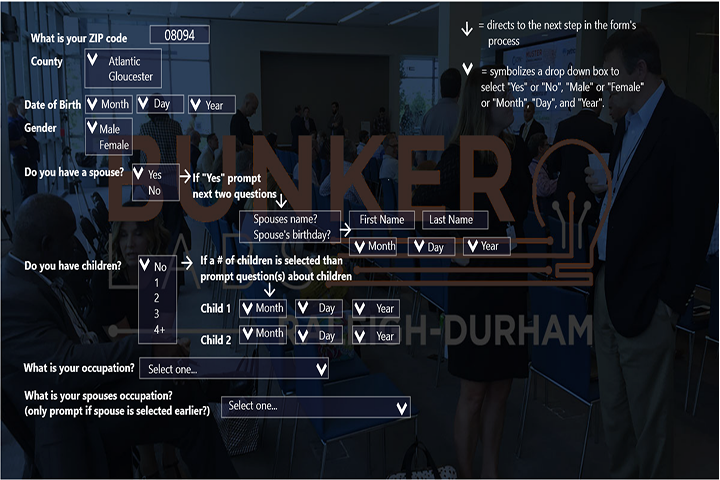 What is your ZIP code 08094
County Atlantic
Gloucester
Date of Birth Month Day Year
Gender Male
Female
Do you have a spouse? Yes
No
If "Yes" prompt
next two questions
Spouses name? First Name Last Name
Spouse's birthday? Month Day Year
Do you have children? No
1
2
3
4+
If a # of children is selected than
prompt question(s) about children
Child 1 Month Day Year
Child 2 Month Day Year
What is your occupation? Select one...
What is your spouses occupation?
(only prompt if spouse is selected earlier?) Select one...
= directs to the next step in the form's
process
= symbolizes a drop down box to
select "Yes" or "No", "Male" or "Female"
or "Month", "Day", and "Year".
BUNKER
LABS
RALEIGH-DURHAM